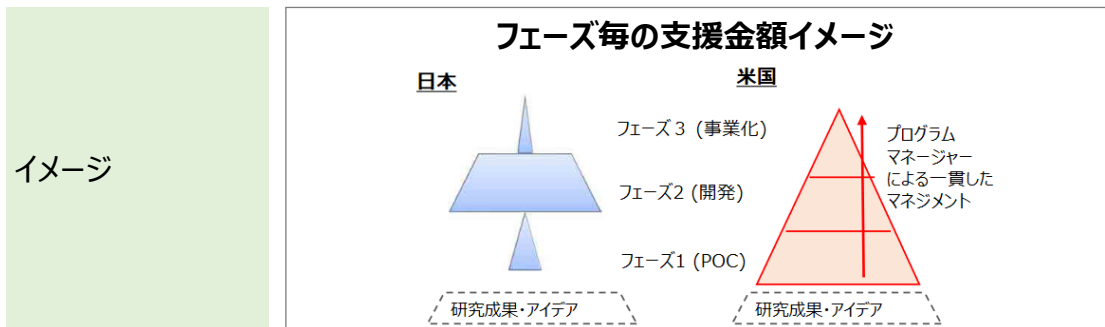 イメージ
フェーズ毎の支援金額イメージ
日本
米国
フェーズ３ (事業化)
フェーズ2 (開発)
フェーズ1 (POC)
プログラム
マネージャー
による一貫した
マネジメント
研究成果・アイデア
研究成果・アイデア